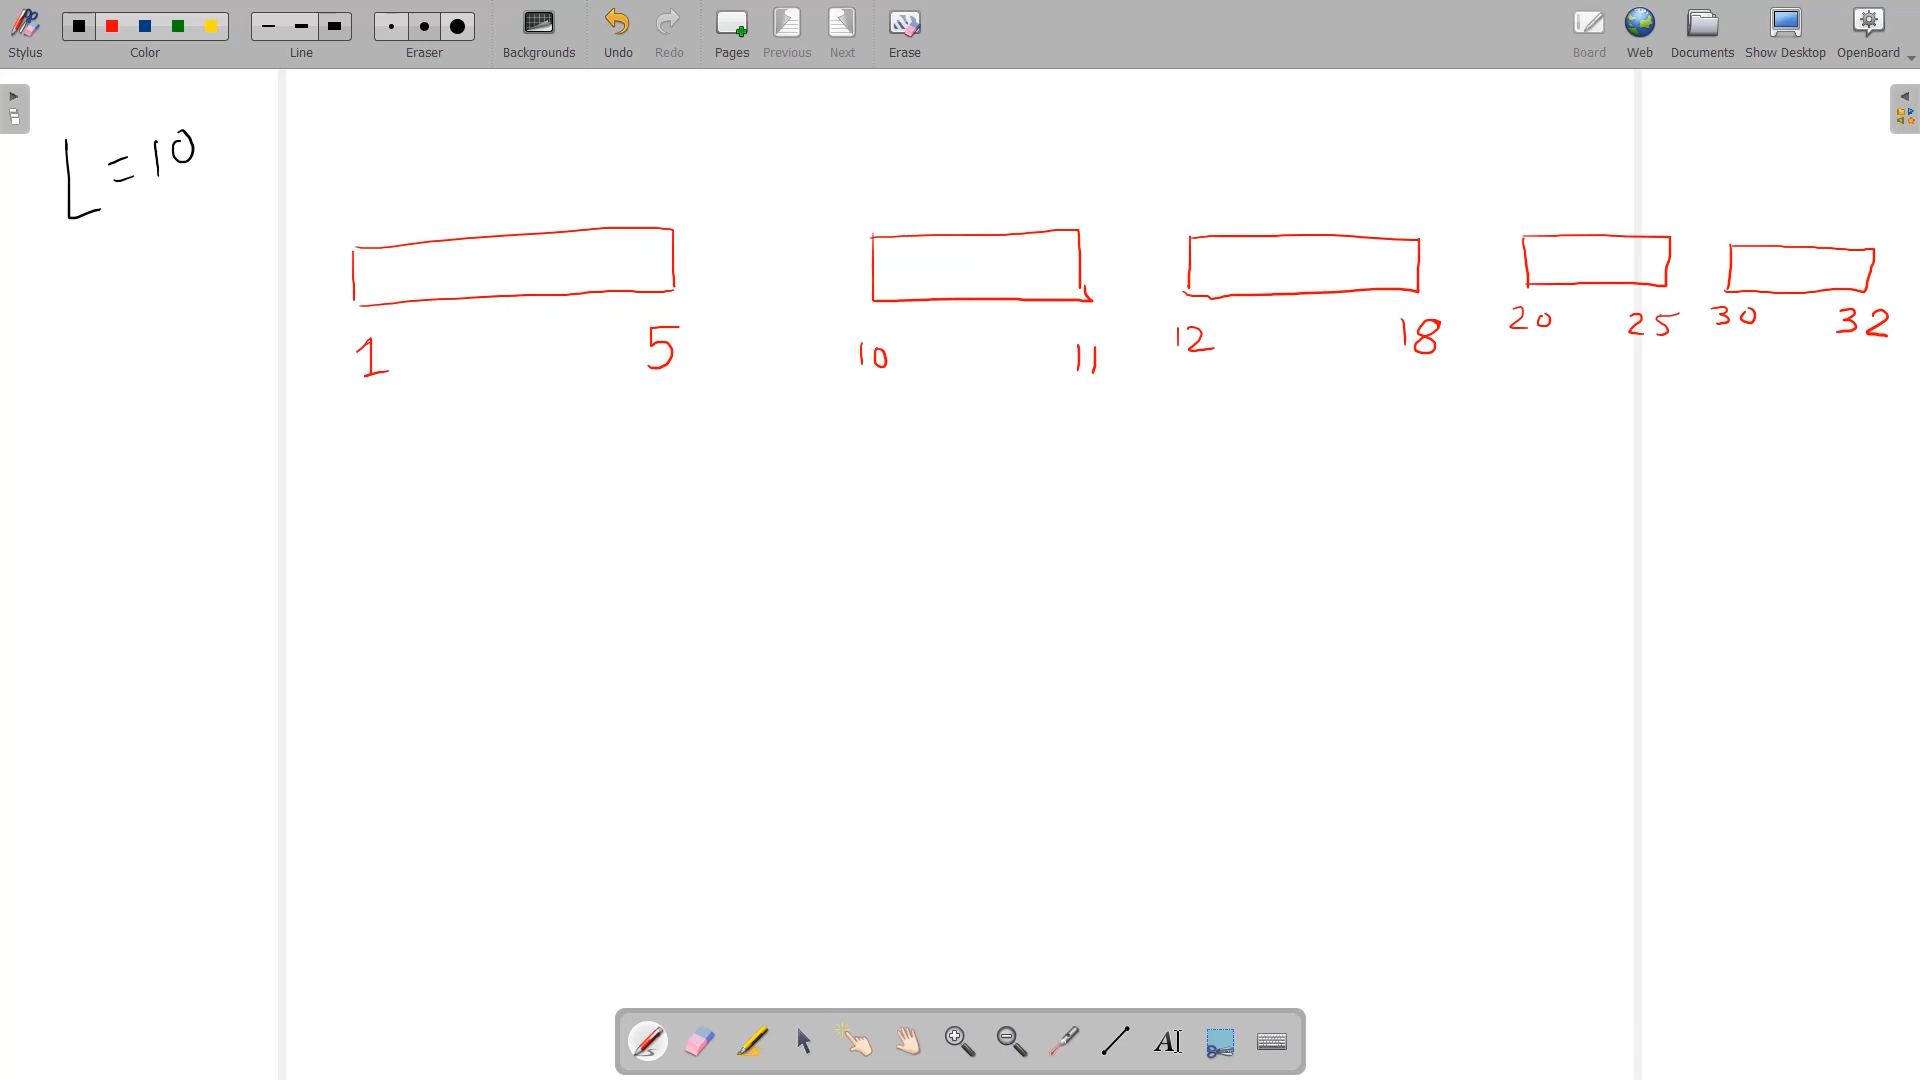 Stylus Color Line Eraser Backgrounds Undo Redo Pages Previous Next Erase Board Web Documents Show Desktop OpenBoard
L = 10
1 5 10 11 12 18 20 25 30 32